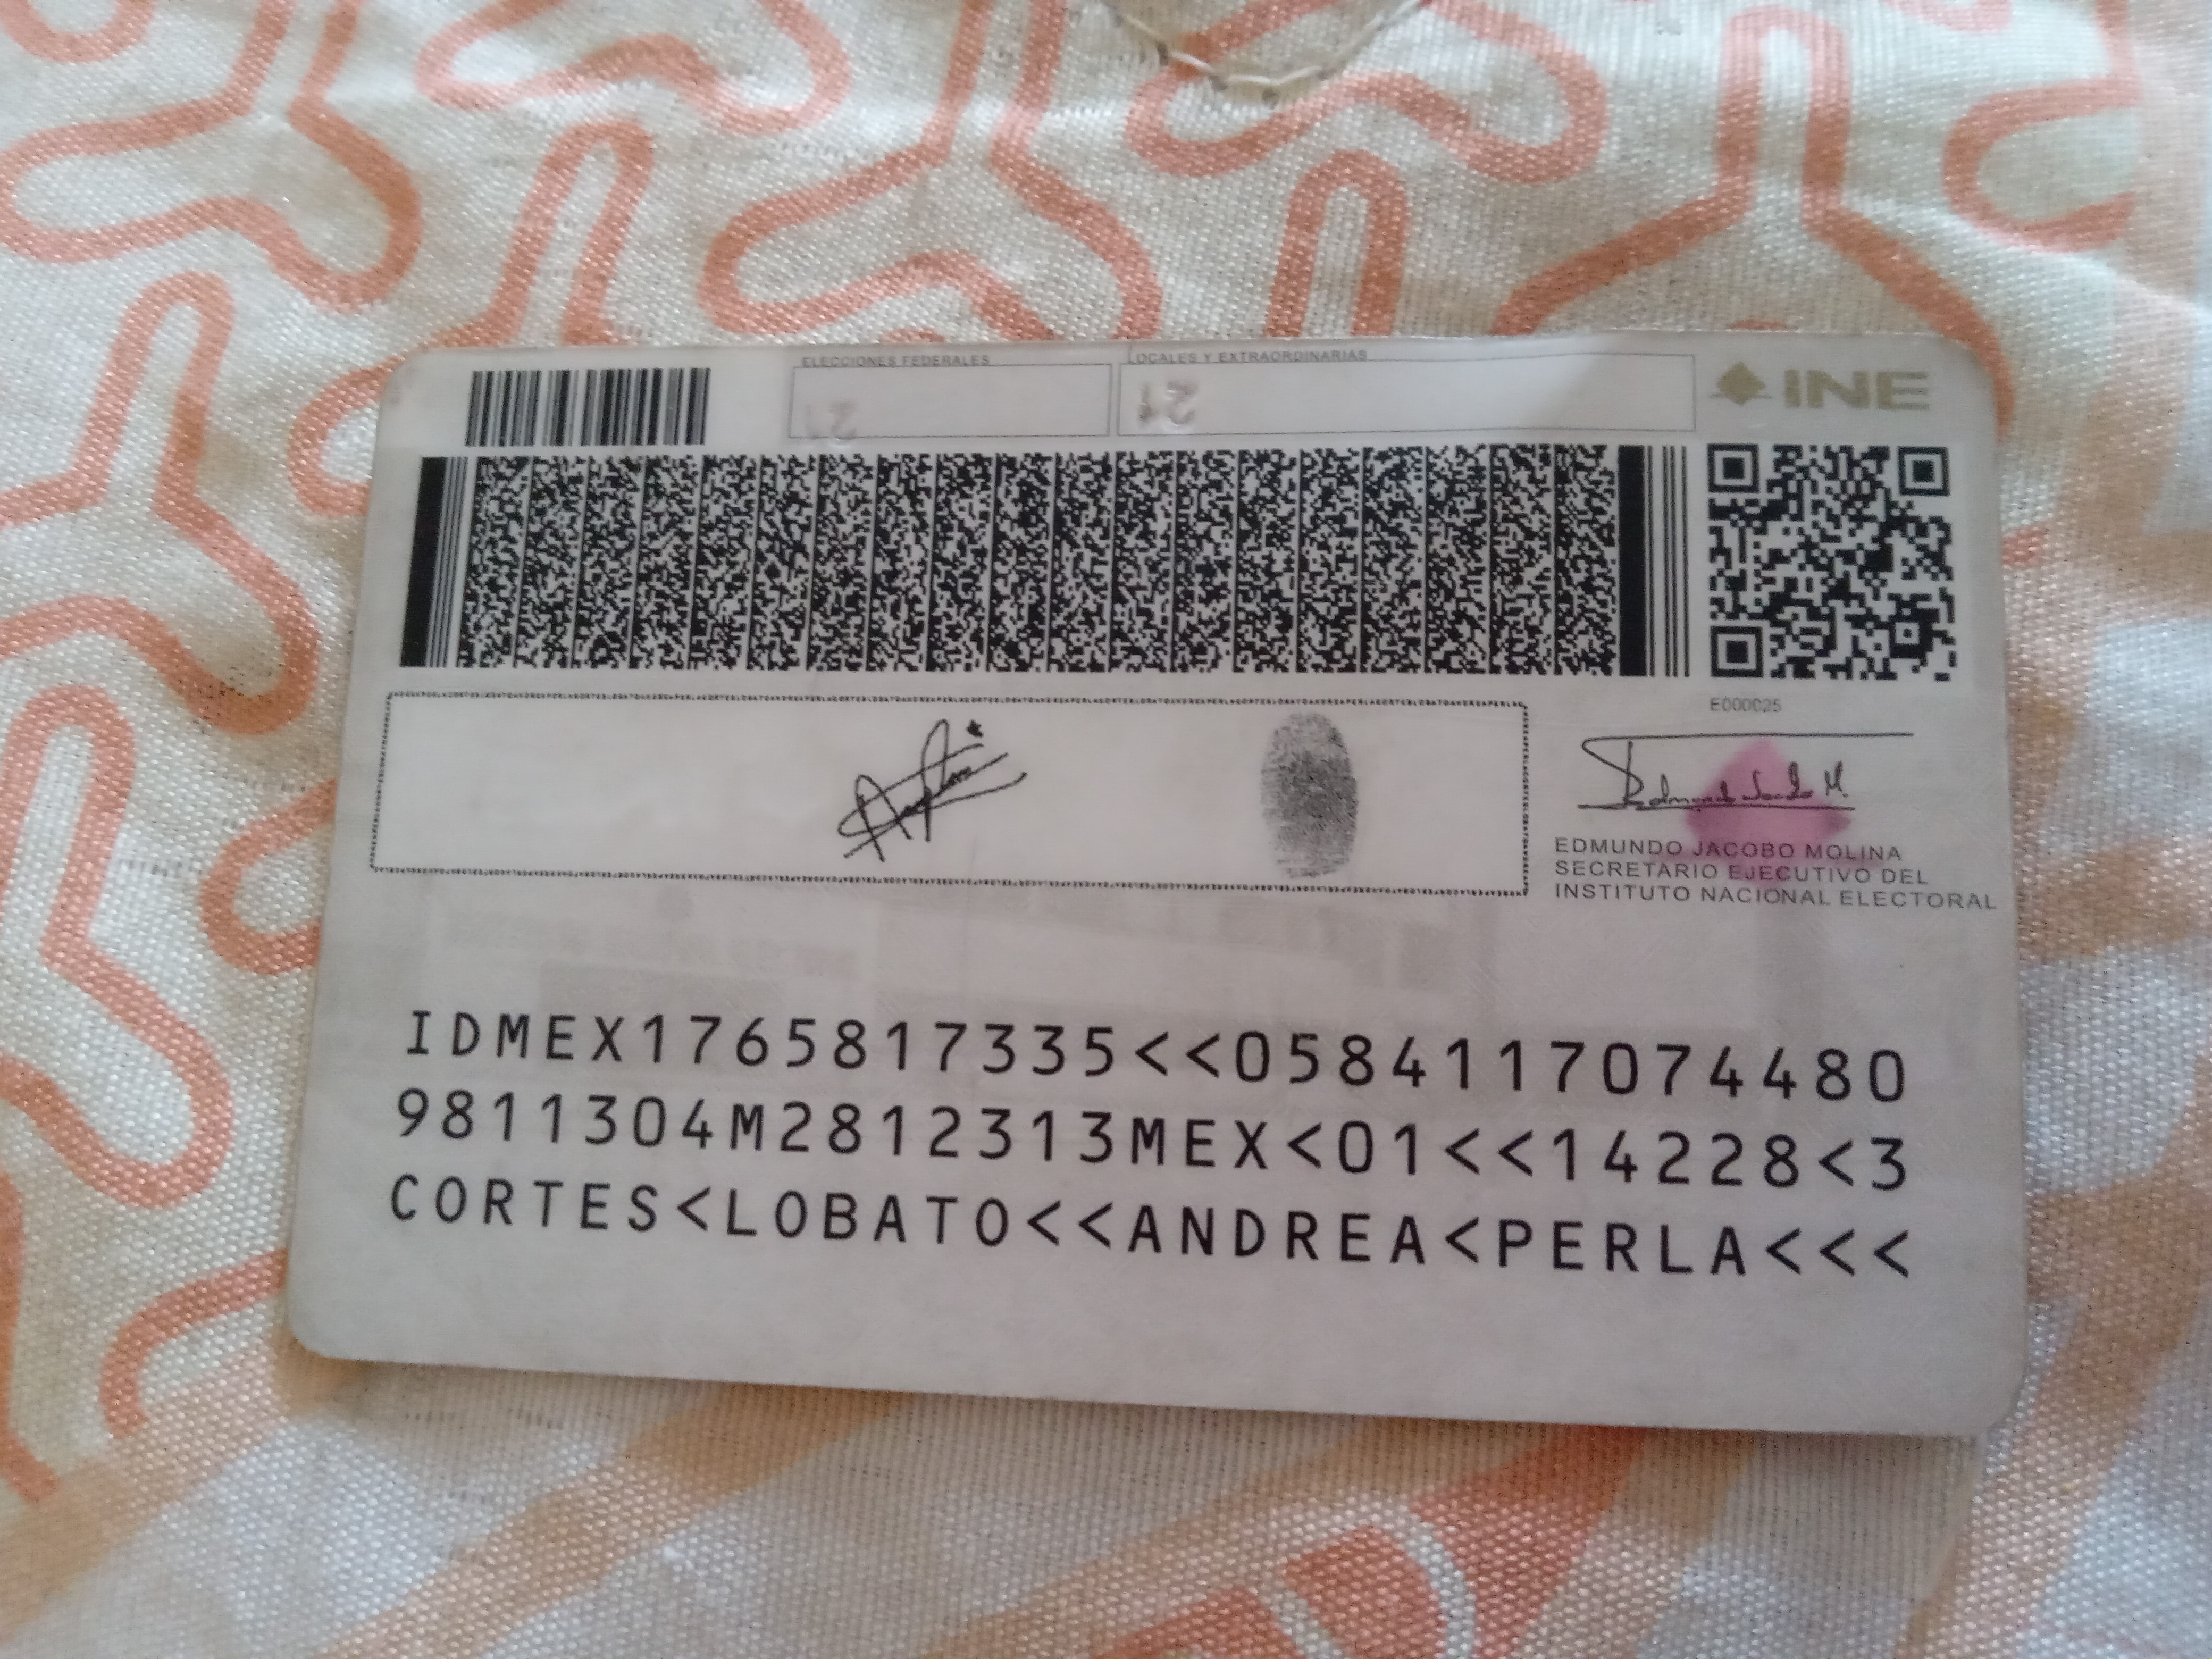 ELECCIONES FEDERALES
LOCALES Y EXTRAORDINARIAS
INE
21
21
E000025
EDMUNDO JACOBO MOLINA
SECRETARIO EJECUTIVO DEL
INSTITUTO NACIONAL ELECTORAL
IDMEX1765817335<<0584117074480
9811304M2812313MEX<01<<14228<3
CORTES<LOBATO<<ANDREA<PERLA<<<